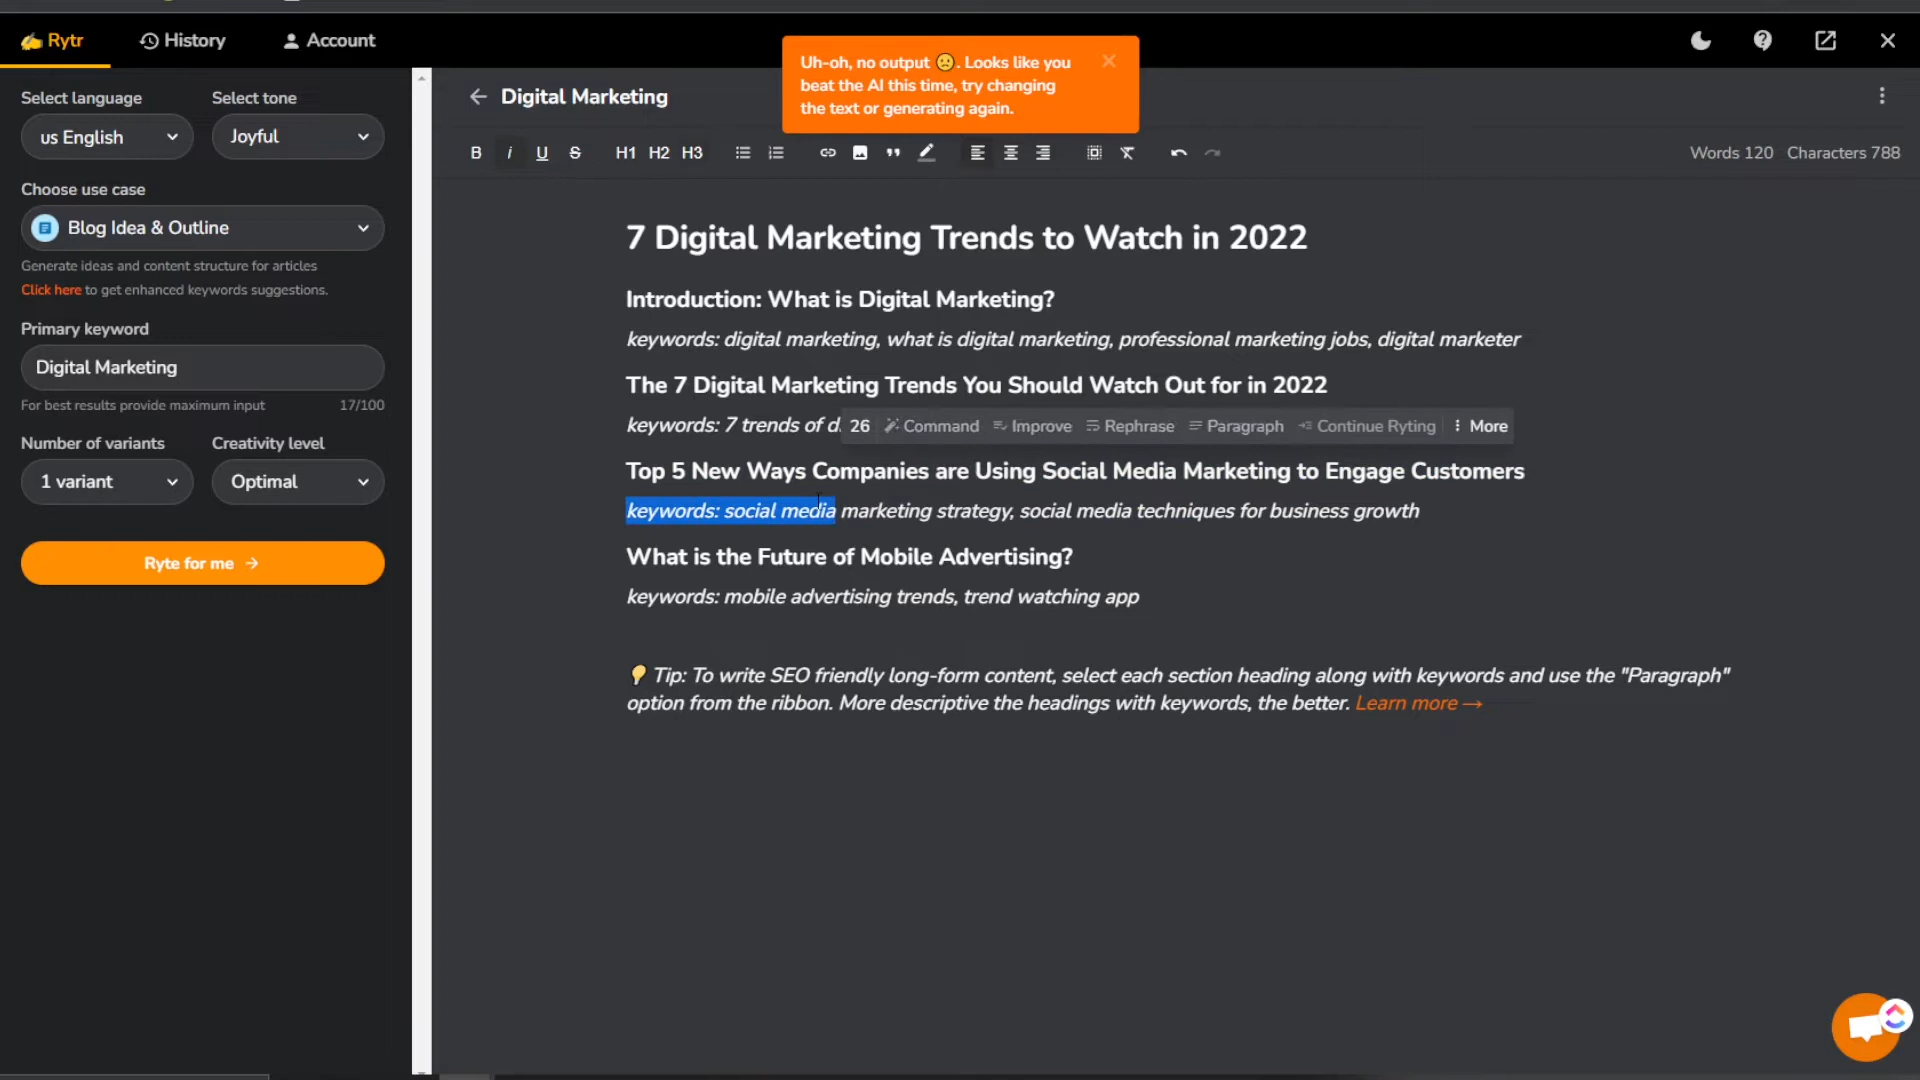 Rytr
History
Account
Uh-oh, no output 🙁. Looks like you
beat the AI this time, try changing
the text or generating again.
Select language
Select tone
us English
Joyful
Choose use case
Blog Idea & Outline
Generate ideas and content structure for articles
Click here to get enhanced keywords suggestions.
Primary keyword
Digital Marketing
For best results provide maximum input
17/100
Number of variants
Creativity level
1 variant
Optimal
Ryte for me →
Digital Marketing
B i U S H1 H2 H3
Words 120 Characters 788
7 Digital Marketing Trends to Watch in 2022
Introduction: What is Digital Marketing?
keywords: digital marketing, what is digital marketing, professional marketing jobs, digital marketer
The 7 Digital Marketing Trends You Should Watch Out for in 2022
keywords: 7 trends of d
26 Command Improve Rephrase Paragraph Continue Ryting More
Top 5 New Ways Companies are Using Social Media Marketing to Engage Customers
keywords: social media marketing strategy, social media techniques for business growth
What is the Future of Mobile Advertising?
keywords: mobile advertising trends, trend watching app
💡 Tip: To write SEO friendly long-form content, select each section heading along with keywords and use the "Paragraph"
option from the ribbon. More descriptive the headings with keywords, the better. Learn more →